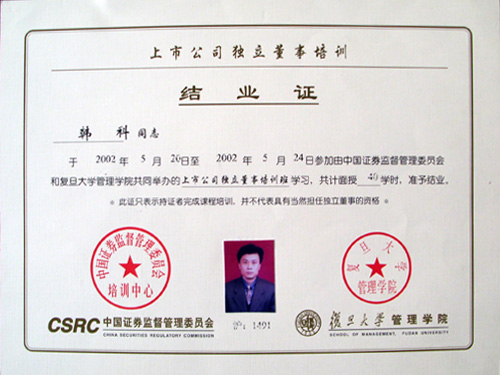 上市公司独立董事培训
结业证
韩科 同志
于 2002 年 5 月 20 日至 2002 年 5 月 24 日参加由中国证券监督管理委员会
和复旦大学管理学院共同举办的上市公司独立董事培训班学习，共计面授 40 学时，准予结业。
※ 此证只表示持证者完成课程培训，并不代表具有当然担任独立董事的资格 ※
中国证券监督管理委员会
培训中心
复旦大学
管理学院
CSRC 中国证券监督管理委员会
CHINA SECURITIES REGULATORY COMMISSION
沪：1491
復旦大學 管理学院
SCHOOL OF MANAGEMENT, FUDAN UNIVERSITY